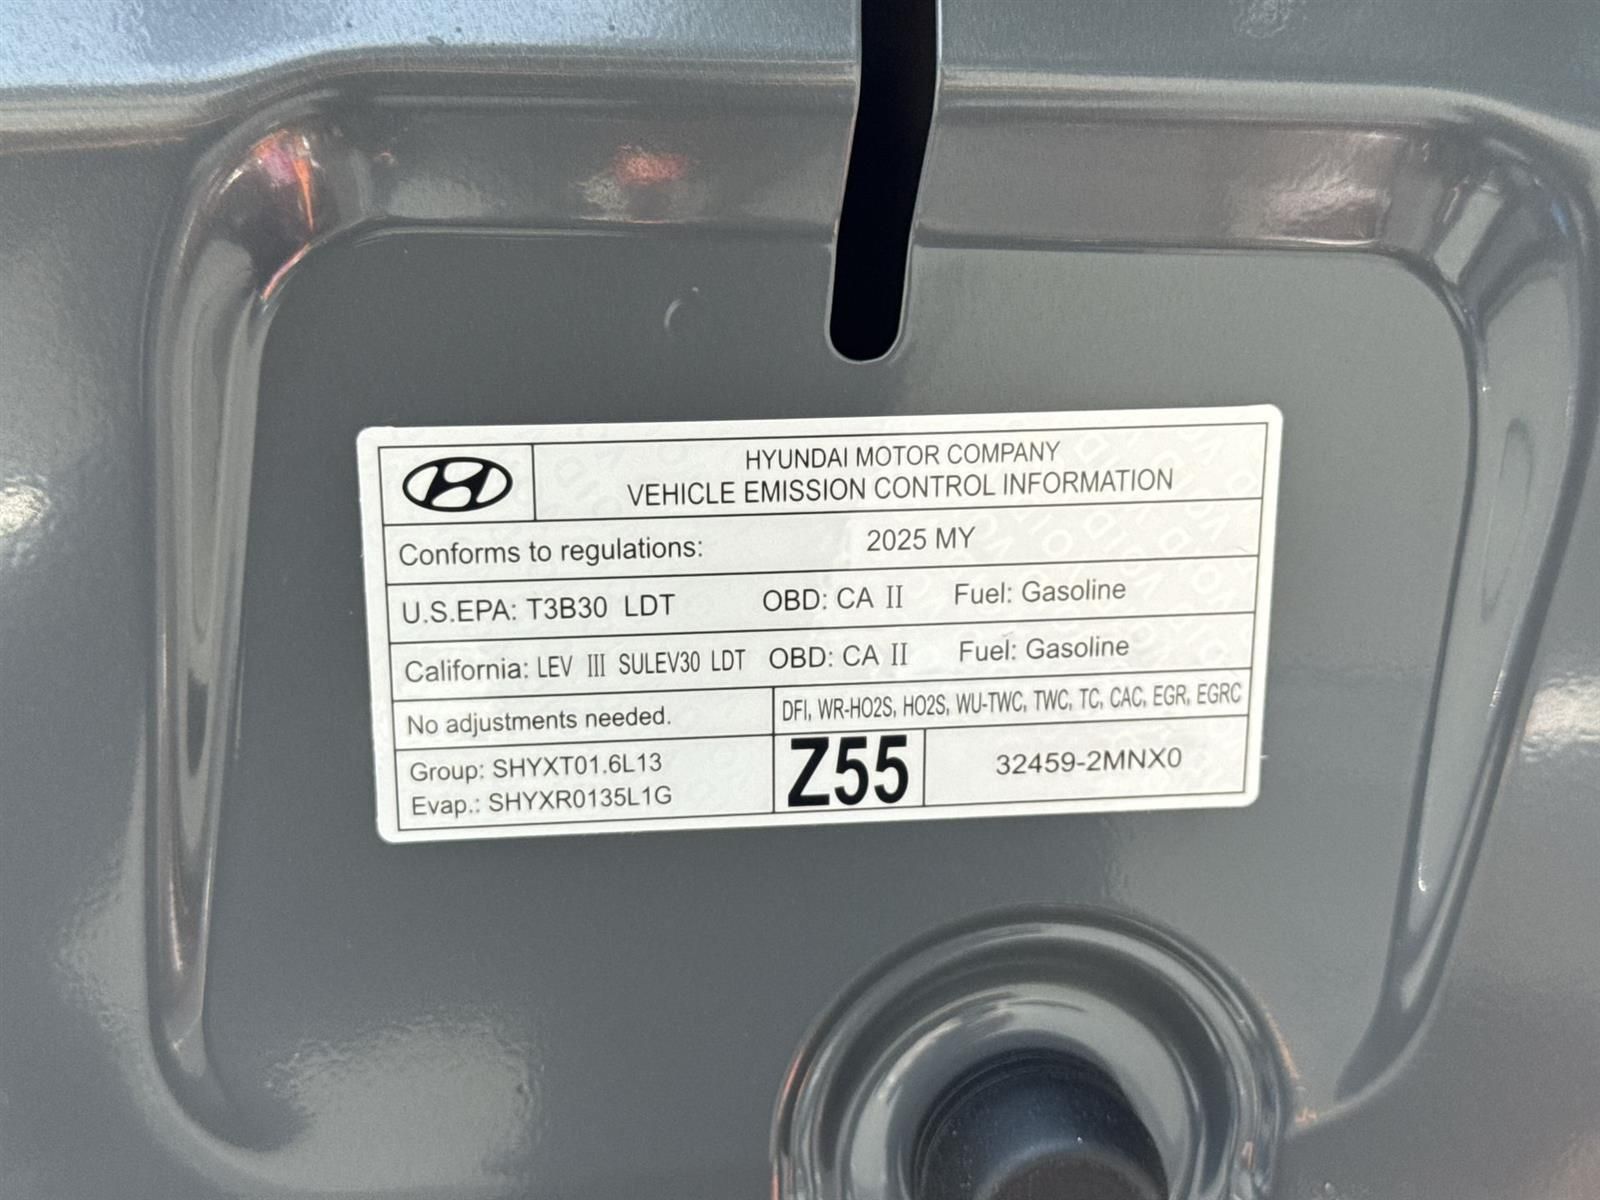 HYUNDAI MOTOR COMPANY
VEHICLE EMISSION CONTROL INFORMATION
Conforms to regulations: 2025 MY
U.S.EPA: T3B30 LDT OBD: CA II Fuel: Gasoline
California: LEV III SULEV30 LDT OBD: CA II Fuel: Gasoline
No adjustments needed.
DFI, WR-HO2S, HO2S, WU-TWC, TWC, TC, CAC, EGR, EGRC
Group: SHYXT01.6L13
Evap.: SHYXR0135L1G
Z55
32459-2MNX0